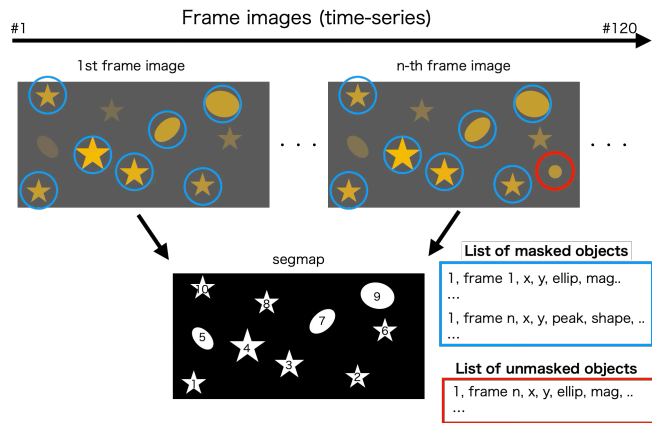 Frame images (time-series)
#1
#120
1st frame image
n-th frame image
. . .
. . .
segmap
10
8
9
7
6
5
4
3
2
1
List of masked objects
1, frame 1, x, y, ellip, mag..
...
1, frame n, x, y, peak, shape, ..
List of unmasked objects
1, frame n, x, y, ellip, mag, ..
...